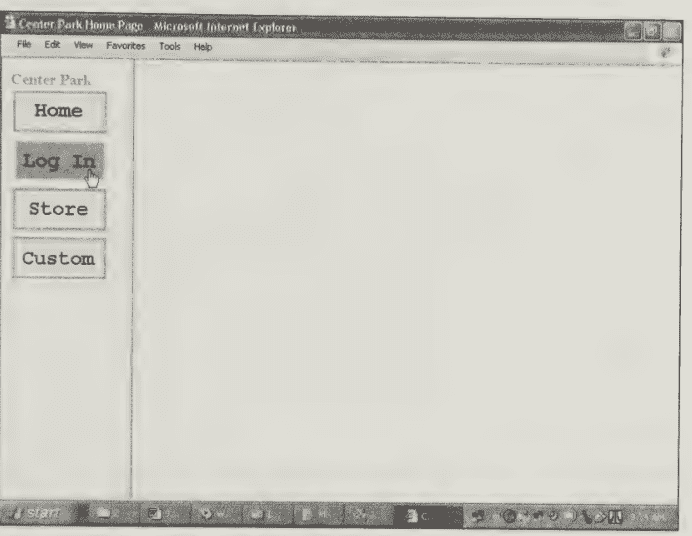 Center Park Home Page - Microsoft Internet Explorer
File Edit View Favorites Tools Help
Center Park
Home
Log In
Store
Custom
start